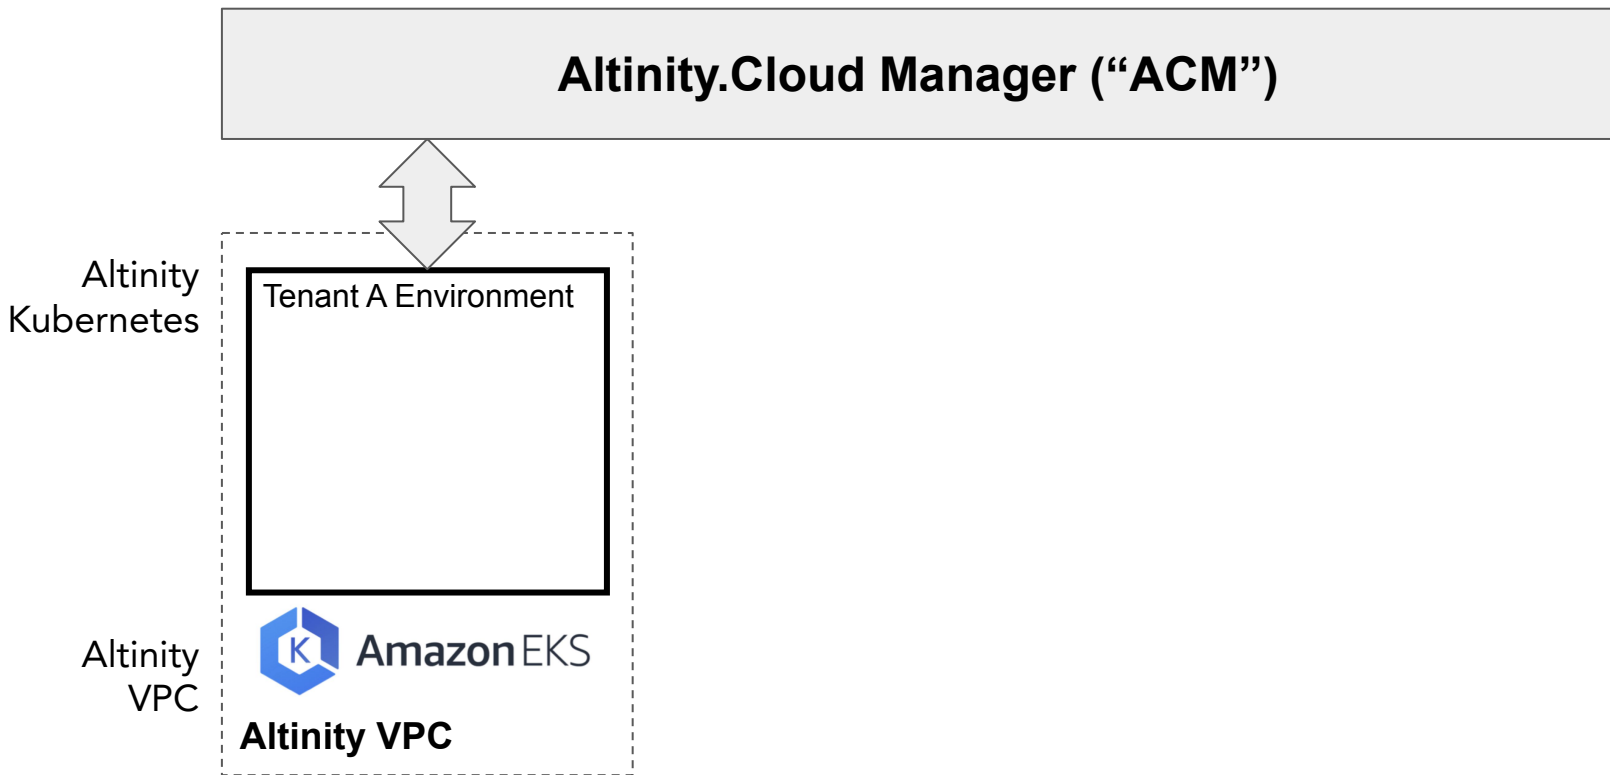 Altinity.Cloud Manager (“ACM”)
Altinity
Kubernetes
Tenant A Environment
K
Amazon EKS
Altinity
VPC
Altinity VPC